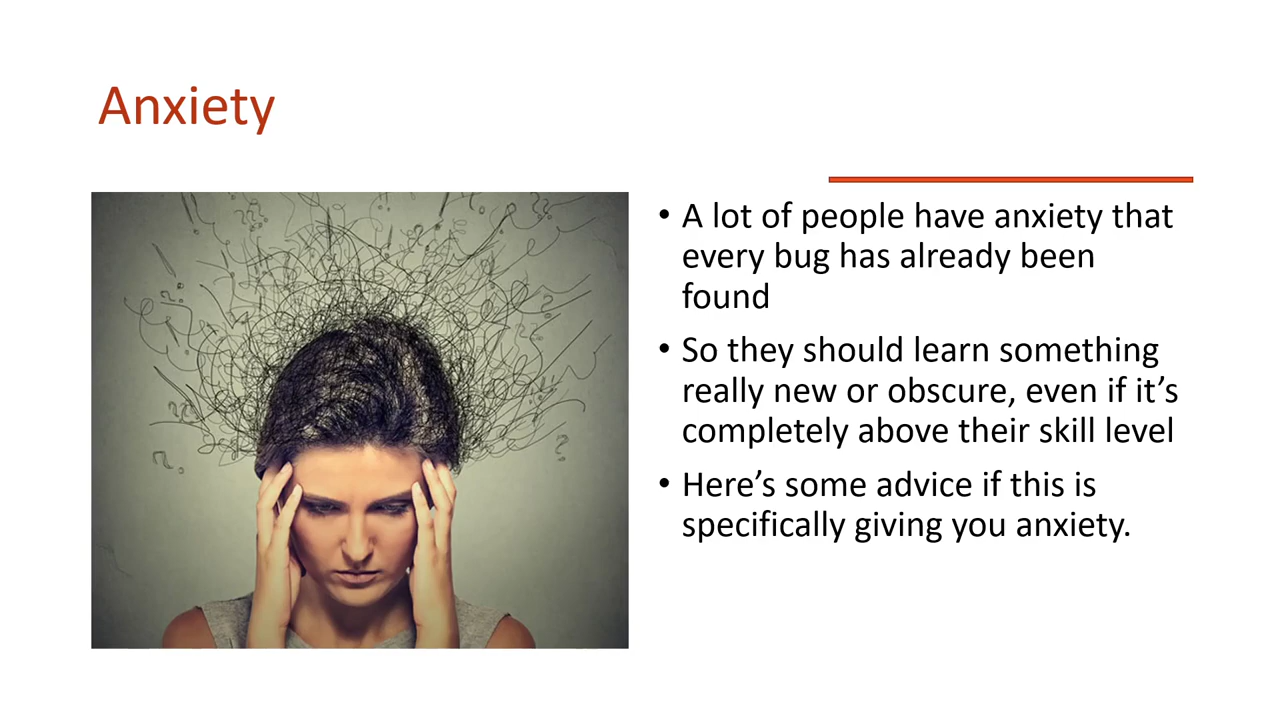 Anxiety
• A lot of people have anxiety that
every bug has already been
found
• So they should learn something
really new or obscure, even if it’s
completely above their skill level
• Here’s some advice if this is
specifically giving you anxiety.